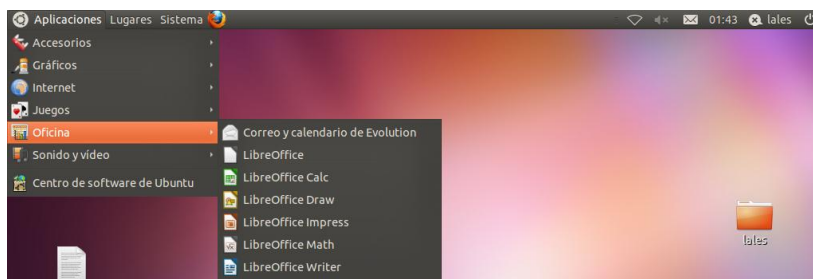 Aplicaciones Lugares Sistema 01:43 lales
Accesorios
Gráficos
Internet
Juegos
Oficina
Sonido y vídeo
Centro de software de Ubuntu
Correo y calendario de Evolution
LibreOffice
LibreOffice Calc
LibreOffice Draw
LibreOffice Impress
LibreOffice Math
LibreOffice Writer
lales